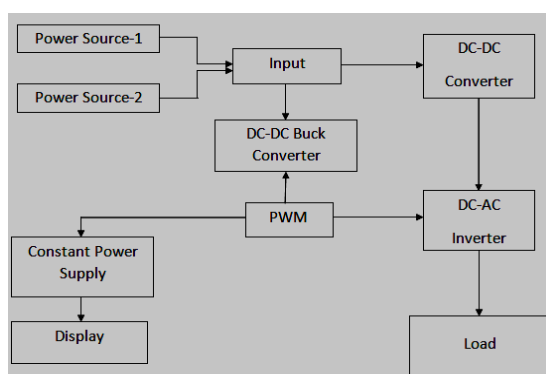 Power Source-1
Power Source-2
Input
DC-DC
Converter
DC-DC Buck
Converter
PWM
DC-AC
Inverter
Constant Power
Supply
Display
Load